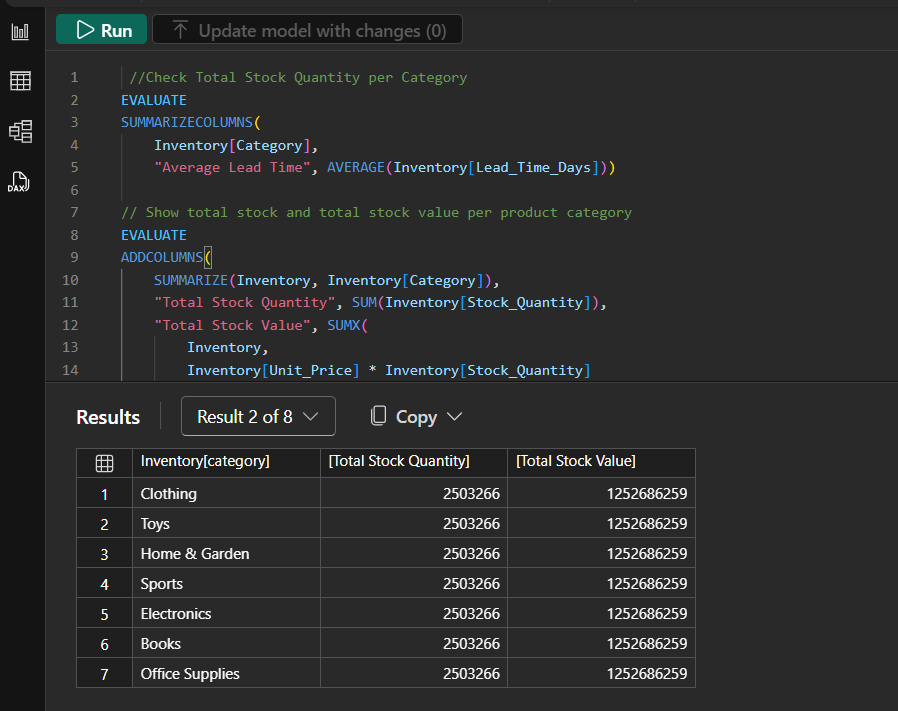 Run
Update model with changes (0)
DAX
1 //Check Total Stock Quantity per Category
2 EVALUATE
3 SUMMARIZECOLUMNS(
4 Inventory[Category],
5 "Average Lead Time", AVERAGE(Inventory[Lead_Time_Days]))
6
7 // Show total stock and total stock value per product category
8 EVALUATE
9 ADDCOLUMNS(
10 SUMMARIZE(Inventory, Inventory[Category]),
11 "Total Stock Quantity", SUM(Inventory[Stock_Quantity]),
12 "Total Stock Value", SUMX(
13 Inventory,
14 Inventory[Unit_Price] * Inventory[Stock_Quantity]
Results Result 2 of 8 Copy
Inventory[category] [Total Stock Quantity] [Total Stock Value]
1 Clothing 2503266 1252686259
2 Toys 2503266 1252686259
3 Home & Garden 2503266 1252686259
4 Sports 2503266 1252686259
5 Electronics 2503266 1252686259
6 Books 2503266 1252686259
7 Office Supplies 2503266 1252686259